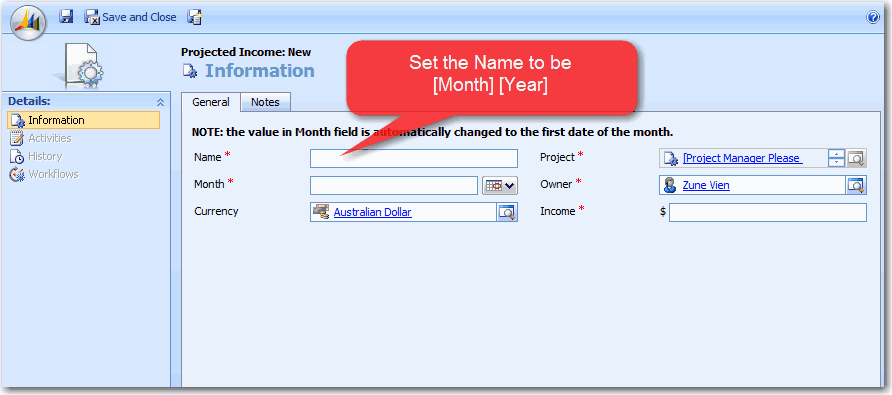 Save and Close
Projected Income: New
Information
Set the Name to be
[Month] [Year]
Details:
Information
Activities
History
Workflows
General
Notes
NOTE: the value in Month field is automatically changed to the first date of the month.
Name *
Project *
[Project Manager Please
Month *
Owner *
Zune Vien
Currency
Australian Dollar
Income *
$